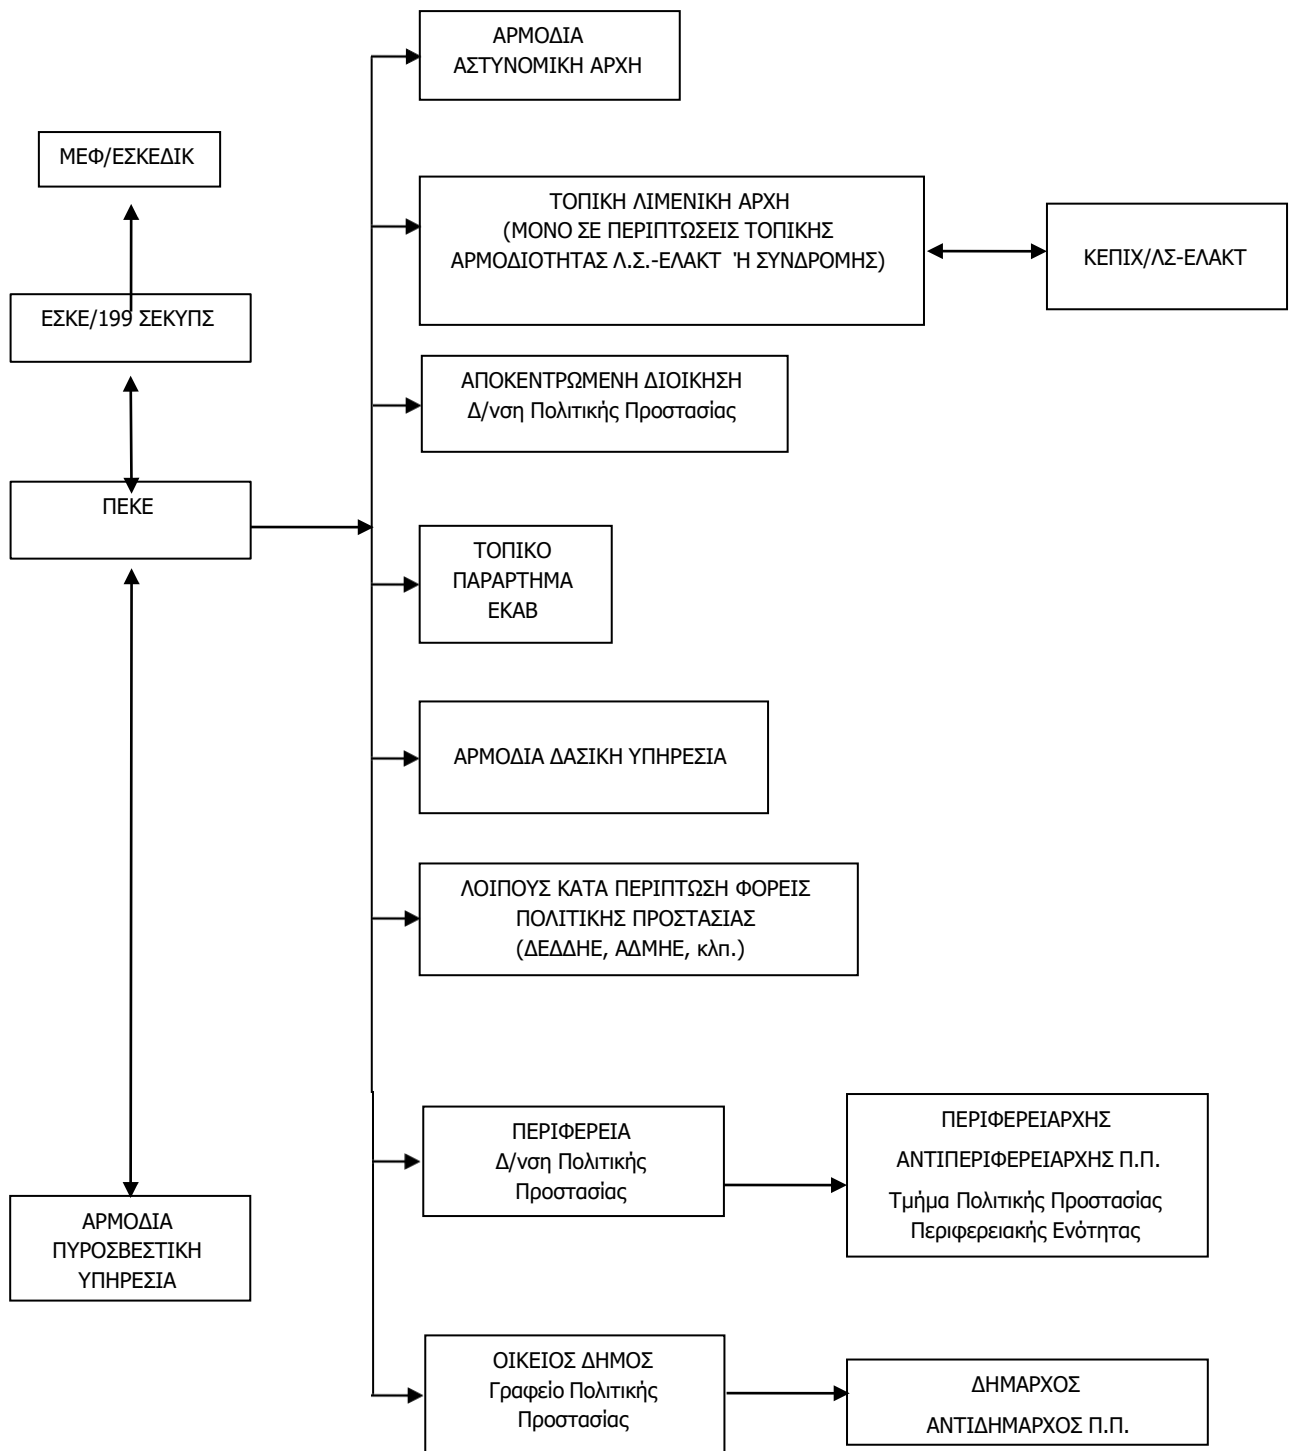 ΑΡΜΟΔΙΑ
ΑΣΤΥΝΟΜΙΚΗ ΑΡΧΗ
ΜΕΦ/ΕΣΚΕΔΙΚ
ΤΟΠΙΚΗ ΛΙΜΕΝΙΚΗ ΑΡΧΗ
(ΜΟΝΟ ΣΕ ΠΕΡΙΠΤΩΣΕΙΣ ΤΟΠΙΚΗΣ
ΑΡΜΟΔΙΟΤΗΤΑΣ Λ.Σ.-ΕΛΑΚΤ Ή ΣΥΝΔΡΟΜΗΣ)
ΚΕΠΙΧ/ΛΣ-ΕΛΑΚΤ
ΕΣΚΕ/199 ΣΕΚΥΠΣ
ΑΠΟΚΕΝΤΡΩΜΕΝΗ ΔΙΟΙΚΗΣΗ
Δ/νση Πολιτικής Προστασίας
ΠΕΚΕ
ΤΟΠΙΚΟ
ΠΑΡΑΡΤΗΜΑ
ΕΚΑΒ
ΑΡΜΟΔΙΑ ΔΑΣΙΚΗ ΥΠΗΡΕΣΙΑ
ΛΟΙΠΟΥΣ ΚΑΤΑ ΠΕΡΙΠΤΩΣΗ ΦΟΡΕΙΣ
ΠΟΛΙΤΙΚΗΣ ΠΡΟΣΤΑΣΙΑΣ
(ΔΕΔΔΗΕ, ΑΔΜΗΕ, κλπ.)
ΠΕΡΙΦΕΡΕΙΑ
Δ/νση Πολιτικής
Προστασίας
ΠΕΡΙΦΕΡΕΙΑΡΧΗΣ
ΑΝΤΙΠΕΡΙΦΕΡΕΙΑΡΧΗΣ Π.Π.
Τμήμα Πολιτικής Προστασίας
Περιφερειακής Ενότητας
ΑΡΜΟΔΙΑ
ΠΥΡΟΣΒΕΣΤΙΚΗ
ΥΠΗΡΕΣΙΑ
ΟΙΚΕΙΟΣ ΔΗΜΟΣ
Γραφείο Πολιτικής
Προστασίας
ΔΗΜΑΡΧΟΣ
ΑΝΤΙΔΗΜΑΡΧΟΣ Π.Π.